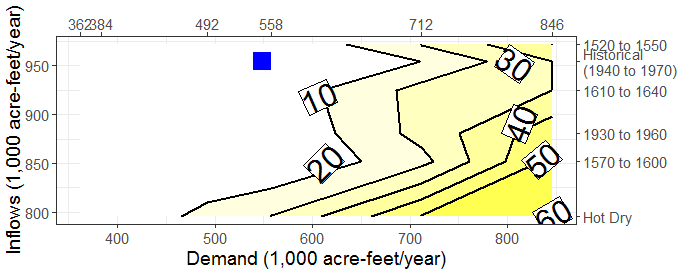 362 384 492 558 712 846
Inflows (1,000 acre-feet/year)
950
900
850
800
10
20
30
40
50
60
1520 to 1550
Historical
(1940 to 1970)
1610 to 1640
1930 to 1960
1570 to 1600
Hot Dry
400 500 600 700 800
Demand (1,000 acre-feet/year)